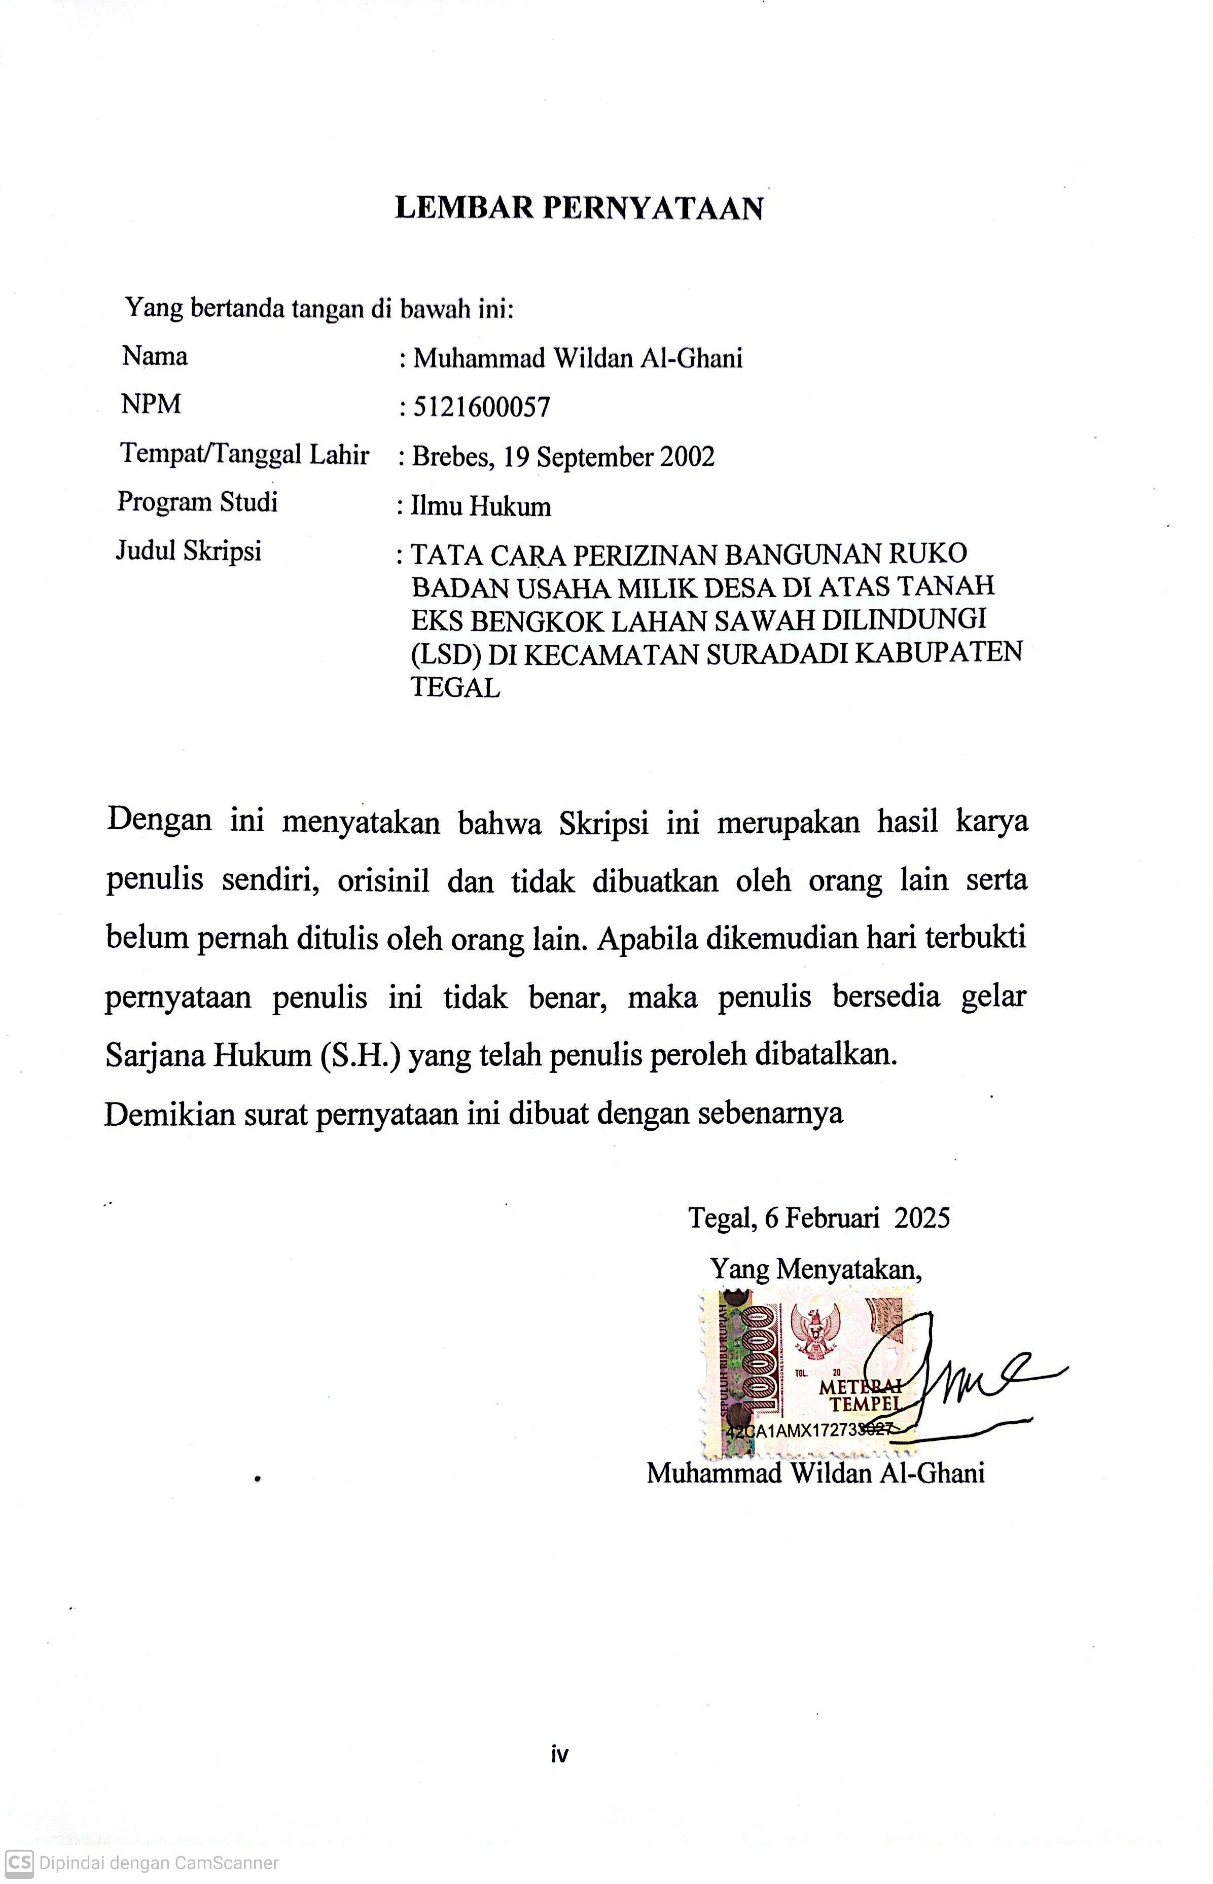 LEMBAR PERNYATAAN
Yang bertanda tangan di bawah ini:
Nama : Muhammad Wildan Al-Ghani
NPM : 5121600057
Tempat/Tanggal Lahir : Brebes, 19 September 2002
Program Studi : Ilmu Hukum
Judul Skripsi : TATA CARA PERIZINAN BANGUNAN RUKO
BADAN USAHA MILIK DESA DI ATAS TANAH
EKS BENGKOK LAHAN SAWAH DILINDUNGI
(LSD) DI KECAMATAN SURADADI KABUPATEN
TEGAL
Dengan ini menyatakan bahwa Skripsi ini merupakan hasil karya
penulis sendiri, orisinil dan tidak dibuatkan oleh orang lain serta
belum pernah ditulis oleh orang lain. Apabila dikemudian hari terbukti
pernyataan penulis ini tidak benar, maka penulis bersedia gelar
Sarjana Hukum (S.H.) yang telah penulis peroleh dibatalkan.
Demikian surat pernyataan ini dibuat dengan sebenarnya
Tegal, 6 Februari 2025
Yang Menyatakan,
SEPULUH RIBU RUPIAH
10000
TGL. 20
METERAI
TEMPEL
Muhammad Wildan Al-Ghani
iv
CS Dipindai dengan CamScanner